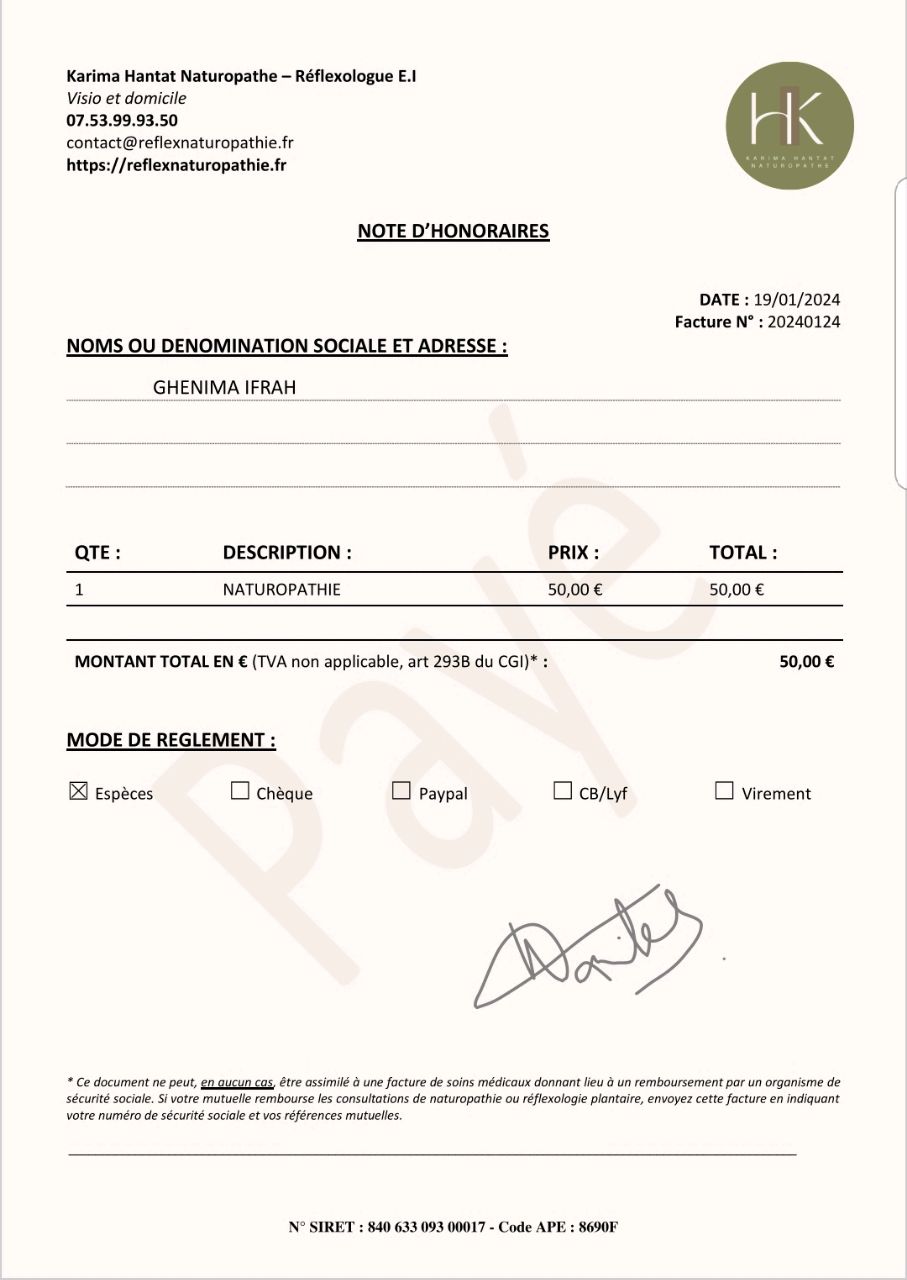 Karima Hantat Naturopathe – Réflexologue E.I
Visio et domicile
07.53.99.93.50
contact@reflexnaturopathie.fr
https://reflexnaturopathie.fr
HK
KARIMA HANTAT
NATUROPATHE
NOTE D’HONORAIRES
DATE : 19/01/2024
Facture N° : 20240124
NOMS OU DENOMINATION SOCIALE ET ADRESSE :
GHENIMA IFRAH
QTE : DESCRIPTION : PRIX : TOTAL :
1 NATUROPATHIE 50,00 € 50,00 €
MONTANT TOTAL EN € (TVA non applicable, art 293B du CGI)* : 50,00 €
Payé
MODE DE REGLEMENT :
☒ Espèces ☐ Chèque ☐ Paypal ☐ CB/Lyf ☐ Virement
* Ce document ne peut, en aucun cas, être assimilé à une facture de soins médicaux donnant lieu à un remboursement par un organisme de
sécurité sociale. Si votre mutuelle rembourse les consultations de naturopathie ou réflexologie plantaire, envoyez cette facture en indiquant
votre numéro de sécurité sociale et vos références mutuelles.
N° SIRET : 840 633 093 00017 - Code APE : 8690F